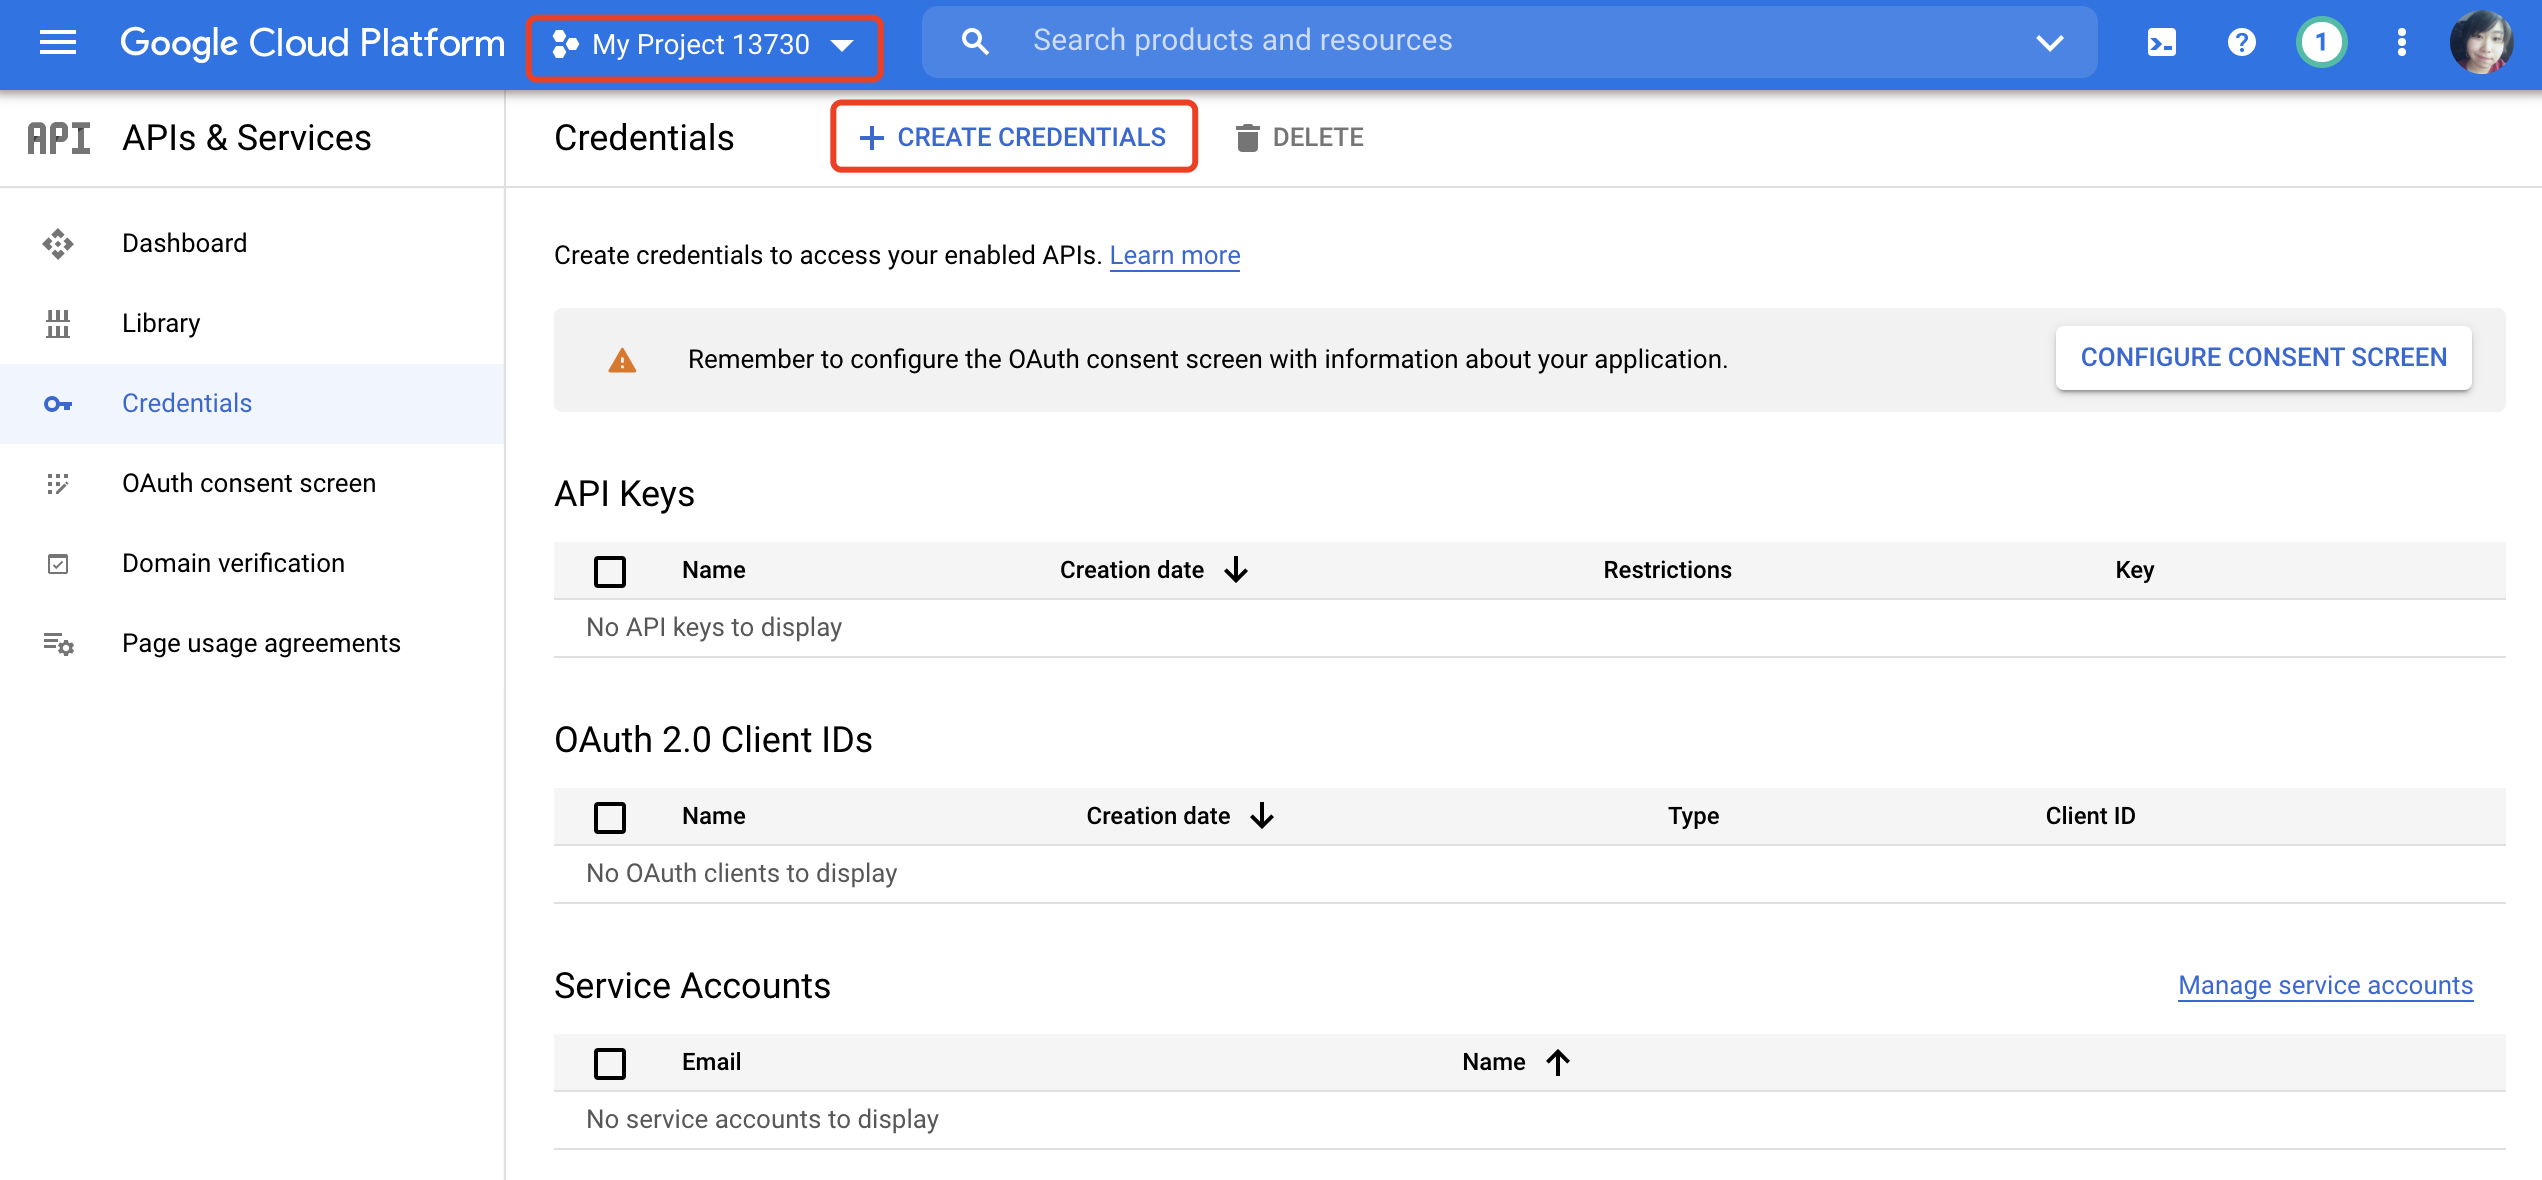 Google Cloud Platform
My Project 13730
Search products and resources
1
API
APIs & Services
Credentials
CREATE CREDENTIALS
DELETE
Dashboard
Library
Credentials
OAuth consent screen
Domain verification
Page usage agreements
Create credentials to access your enabled APIs. Learn more
Remember to configure the OAuth consent screen with information about your application.
CONFIGURE CONSENT SCREEN
API Keys
Name Creation date Restrictions Key
No API keys to display
OAuth 2.0 Client IDs
Name Creation date Type Client ID
No OAuth clients to display
Service Accounts
Manage service accounts
Email Name
No service accounts to display